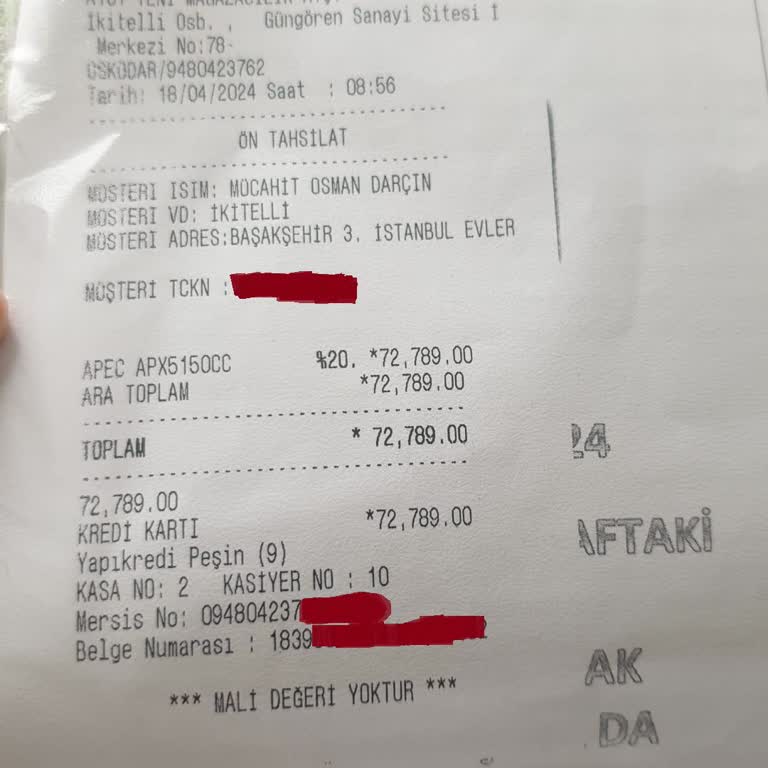 İkitelli Osb. , Güngören Sanayi Sitesi 1
Merkezi No:78-
ÜSKÜDAR/9480423762
Tarih: 18/04/2024 Saat : 08:56
ÖN TAHSİLAT
MÜŞTERİ İSİM: MÜCAHİT OSMAN DARÇIN
MÜŞTERİ VD: İKİTELLİ
MÜŞTERİ ADRES:BAŞAKŞEHİR 3. İSTANBUL EVLER
MÜŞTERİ TCKN :
APEC APX5150CC %20. *72,789.00
ARA TOPLAM *72,789.00
TOPLAM * 72,789.00
24
AFTAKİ
AK
DA
72,789.00
KREDİ KARTI *72,789.00
Yapıkredi Peşin (9)
KASA NO: 2 KASİYER NO : 10
Mersis No: 094804237
Belge Numarası : 1839
*** MALİ DEĞERİ YOKTUR ***